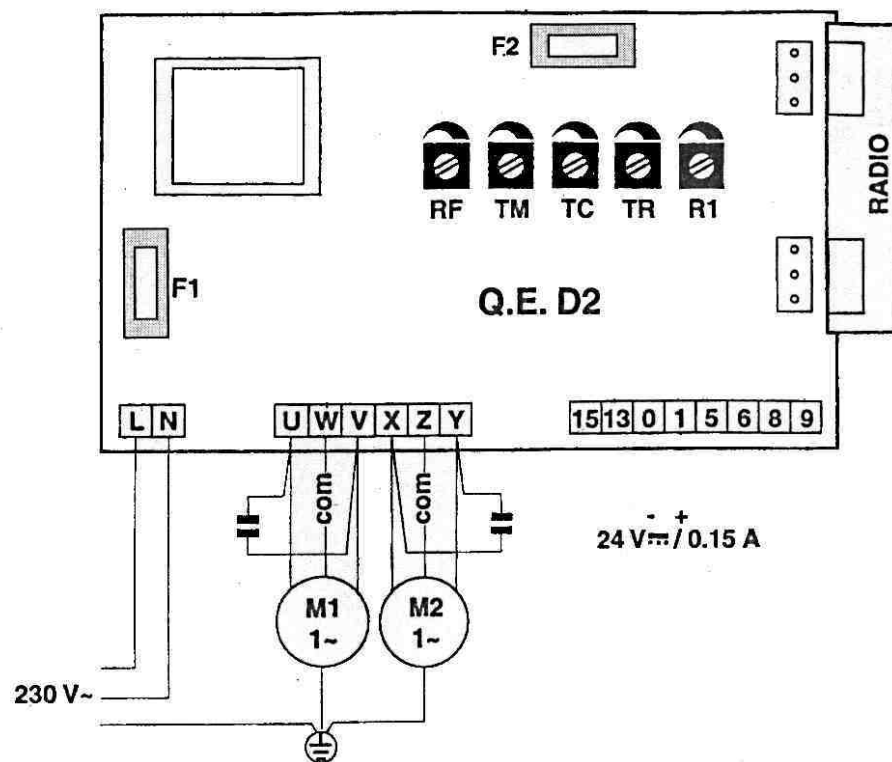 F2
RADIO
RF TM TC TR R1
F1
Q.E. D2
L N U W V X Z Y 15 13 0 1 5 6 8 9
com com
- +
24 V⎓/ 0.15 A
M1 M2
1~ 1~
230 V~